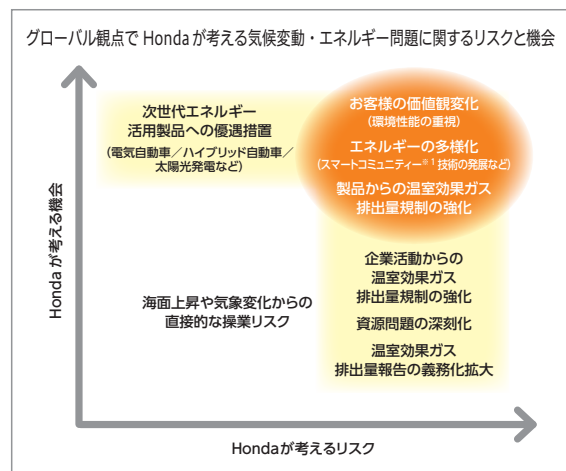 グローバル観点で Honda が考える気候変動・エネルギー問題に関するリスクと機会
Honda が考える機会
次世代エネルギー
活用製品への優遇措置
(電気自動車／ハイブリッド自動車／
太陽光発電など)
お客様の価値観変化
(環境性能の重視)
エネルギーの多様化
(スマートコミュニティー※1 技術の発展など)
製品からの温室効果ガス
排出量規制の強化
海面上昇や気象変化からの
直接的な操業リスク
企業活動からの
温室効果ガス
排出量規制の強化
資源問題の深刻化
温室効果ガス
排出量報告の義務化拡大
Hondaが考えるリスク